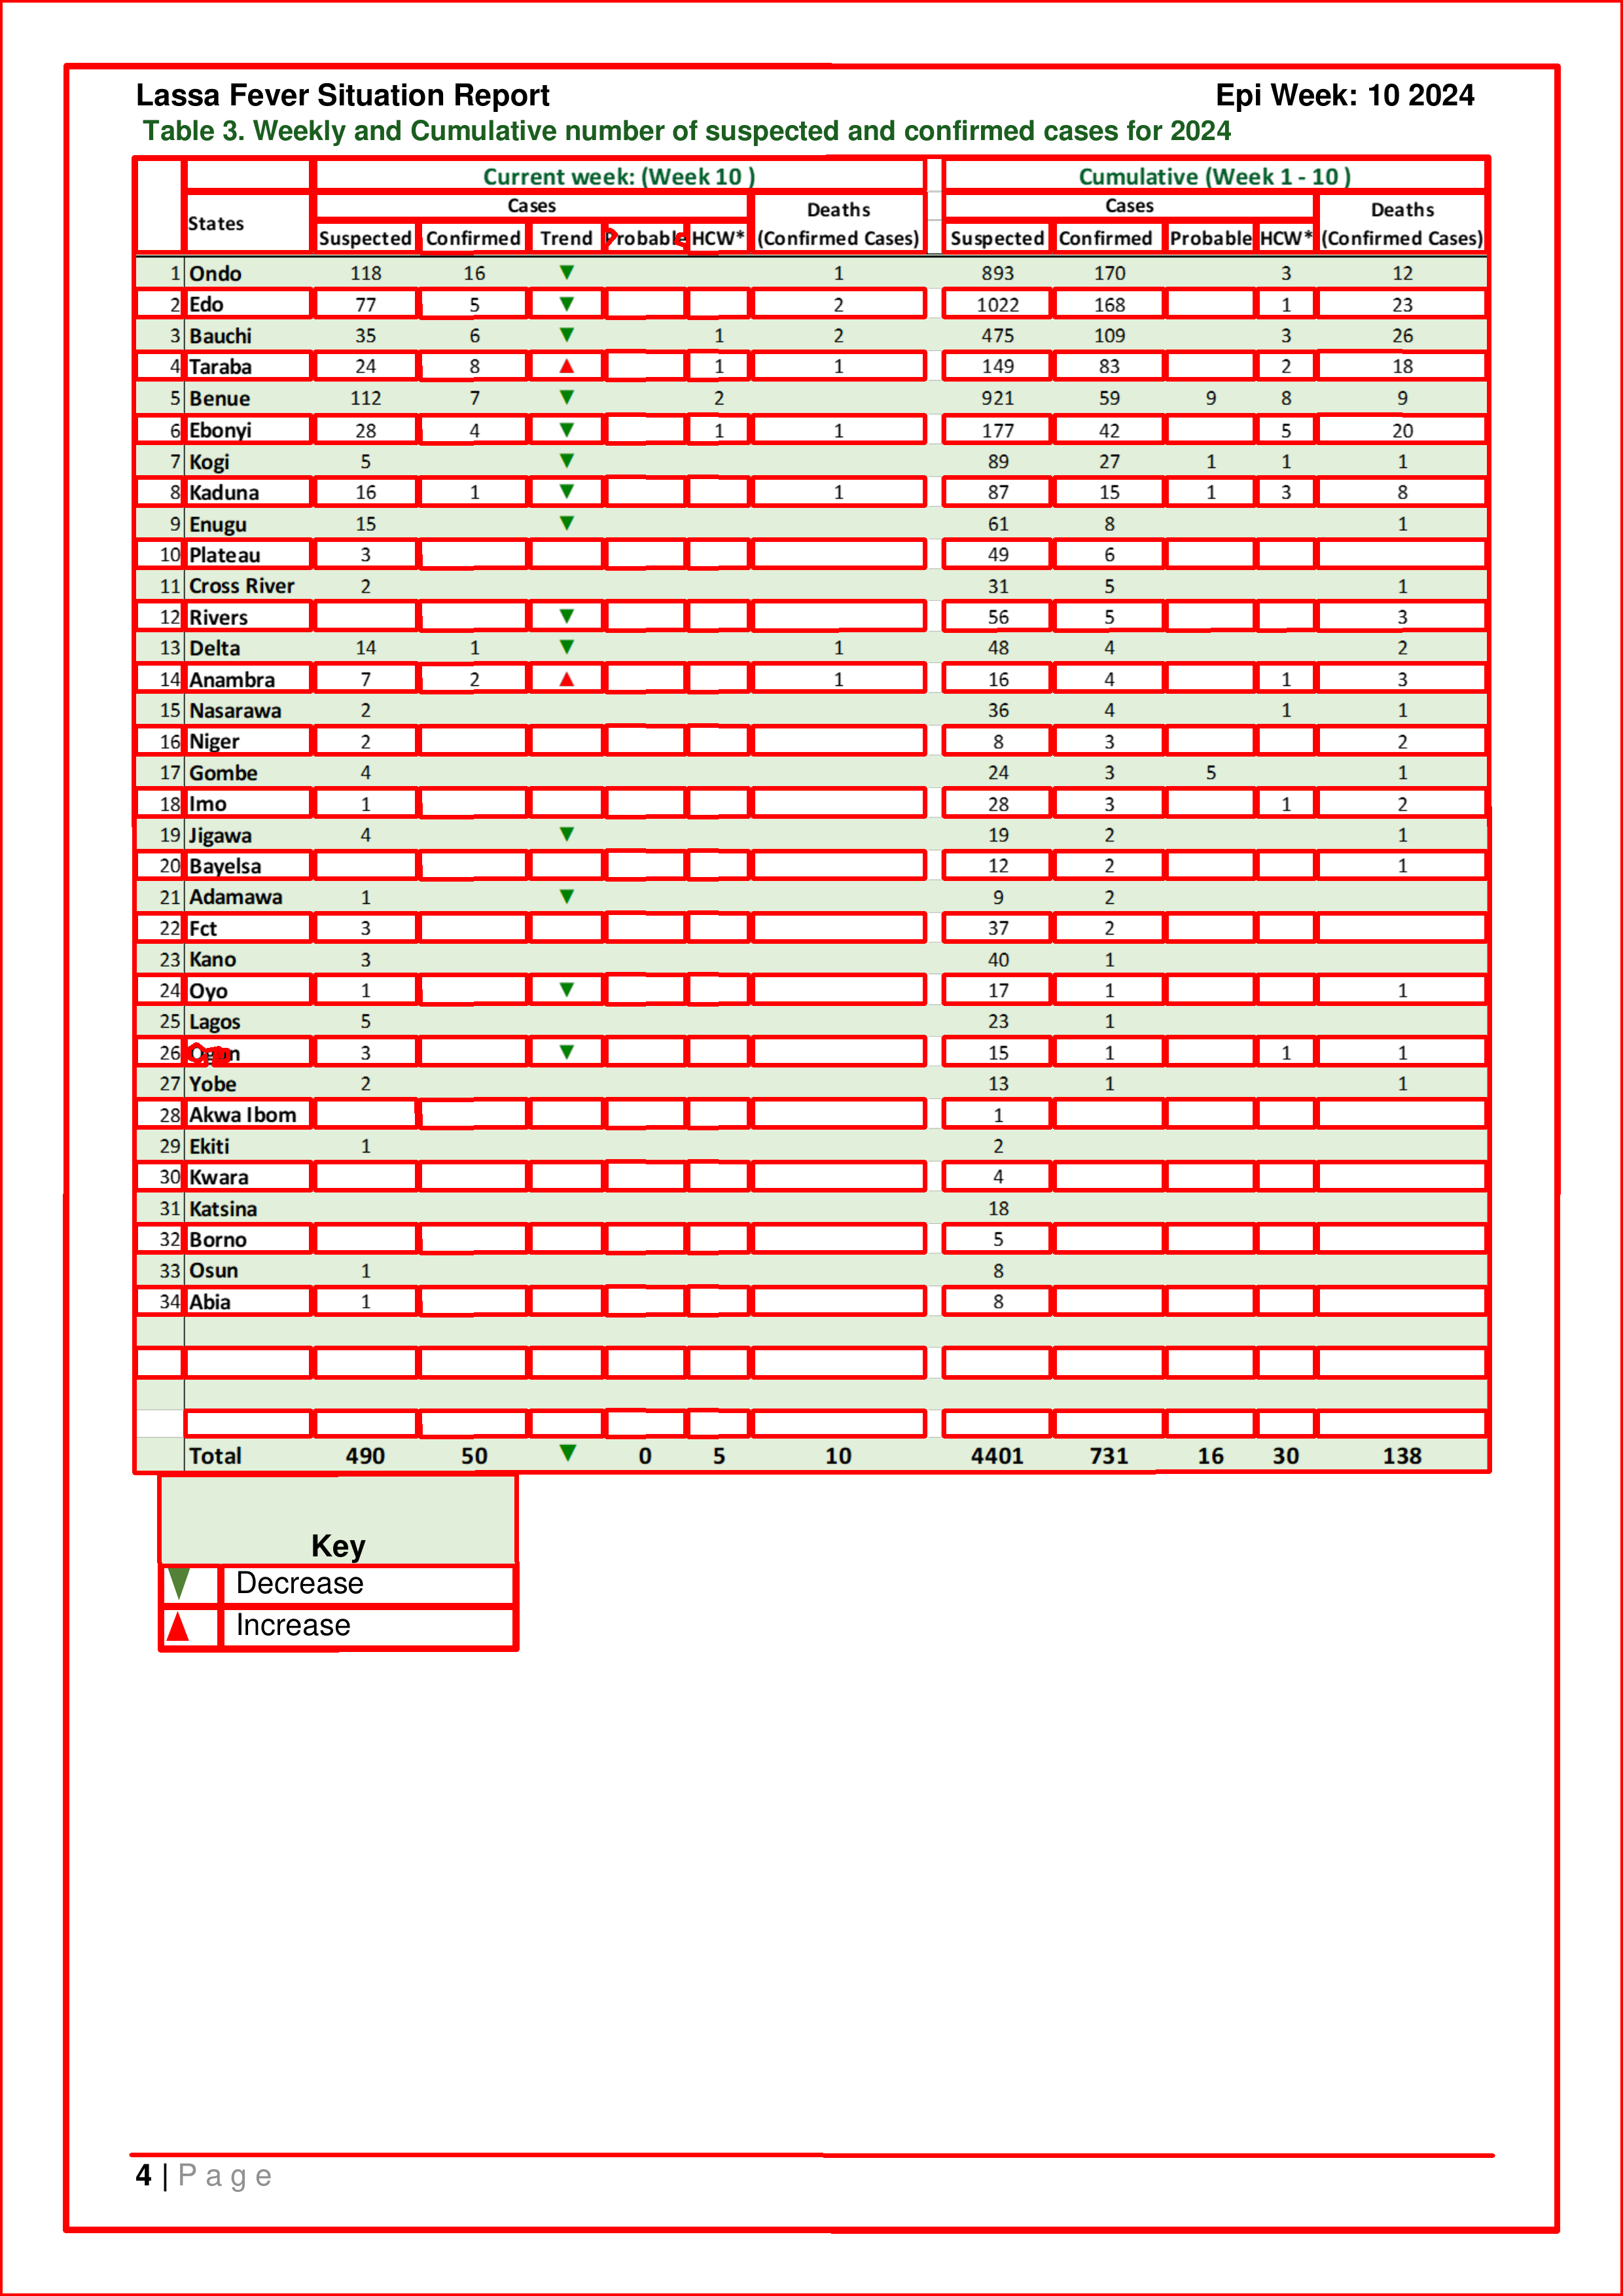 Lassa Fever Situation Report Epi Week: 10 2024
Table 3. Weekly and Cumulative number of suspected and confirmed cases for 2024
Current week: (Week 10 ) Cumulative (Week 1 - 10 )
States Cases Deaths Cases Deaths
Suspected Confirmed Trend Probable HCW* (Confirmed Cases) Suspected Confirmed Probable HCW* (Confirmed Cases)
1 Ondo 118 16 ▼ 1 893 170 3 12
2 Edo 77 5 ▼ 2 1022 168 1 23
3 Bauchi 35 6 ▼ 1 2 475 109 3 26
4 Taraba 24 8 ▲ 1 1 149 83 2 18
5 Benue 112 7 ▼ 2 921 59 9 8 9
6 Ebonyi 28 4 ▼ 1 1 177 42 5 20
7 Kogi 5 ▼ 89 27 1 1 1
8 Kaduna 16 1 ▼ 1 87 15 1 3 8
9 Enugu 15 ▼ 61 8 1
10 Plateau 3 49 6
11 Cross River 2 31 5 1
12 Rivers ▼ 56 5 3
13 Delta 14 1 ▼ 1 48 4 2
14 Anambra 7 2 ▲ 1 16 4 1 3
15 Nasarawa 2 36 4 1 1
16 Niger 2 8 3 2
17 Gombe 4 24 3 5 1
18 Imo 1 28 3 1 2
19 Jigawa 4 ▼ 19 2 1
20 Bayelsa 12 2 1
21 Adamawa 1 ▼ 9 2
22 Fct 3 37 2
23 Kano 3 40 1
24 Oyo 1 ▼ 17 1 1
25 Lagos 5 23 1
26 Ogun 3 ▼ 15 1 1 1
27 Yobe 2 13 1 1
28 Akwa Ibom 1
29 Ekiti 1 2
30 Kwara 4
31 Katsina 18
32 Borno 5
33 Osun 1 8
34 Abia 1 8
Total 490 50 ▼ 0 5 10 4401 731 16 30 138
Key
▼ Decrease
▲ Increase
4 | Page